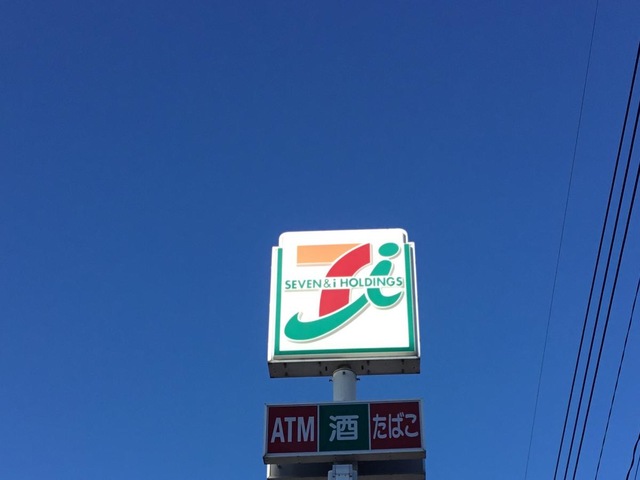 SEVEN & i HOLDINGS
ATM 酒 たばこ